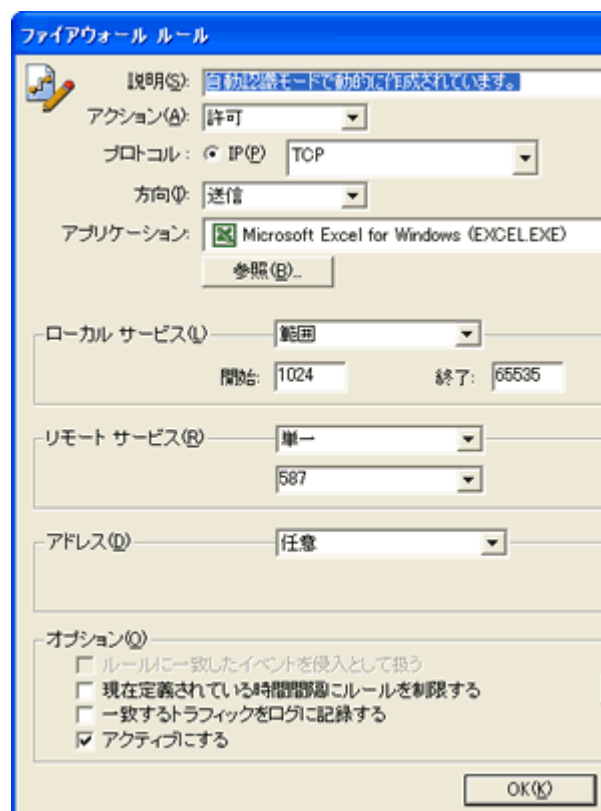 ファイアウォール ルール
説明(S): 自動認識モードで動的に作成されています。
アクション(A): 許可
プロトコル: IP(P) TCP
方向(I): 送信
アプリケーション: Microsoft Excel for Windows (EXCEL.EXE)
参照(B)...
ローカル サービス(L) 範囲
開始: 1024 終了: 65535
リモート サービス(R) 単一
587
アドレス(D) 任意
オプション(O)
ルールに一致したイベントを侵入として扱う
現在定義されている時間間隔にルールを制限する
一致するトラフィックをログに記録する
アクティブにする
OK(K)